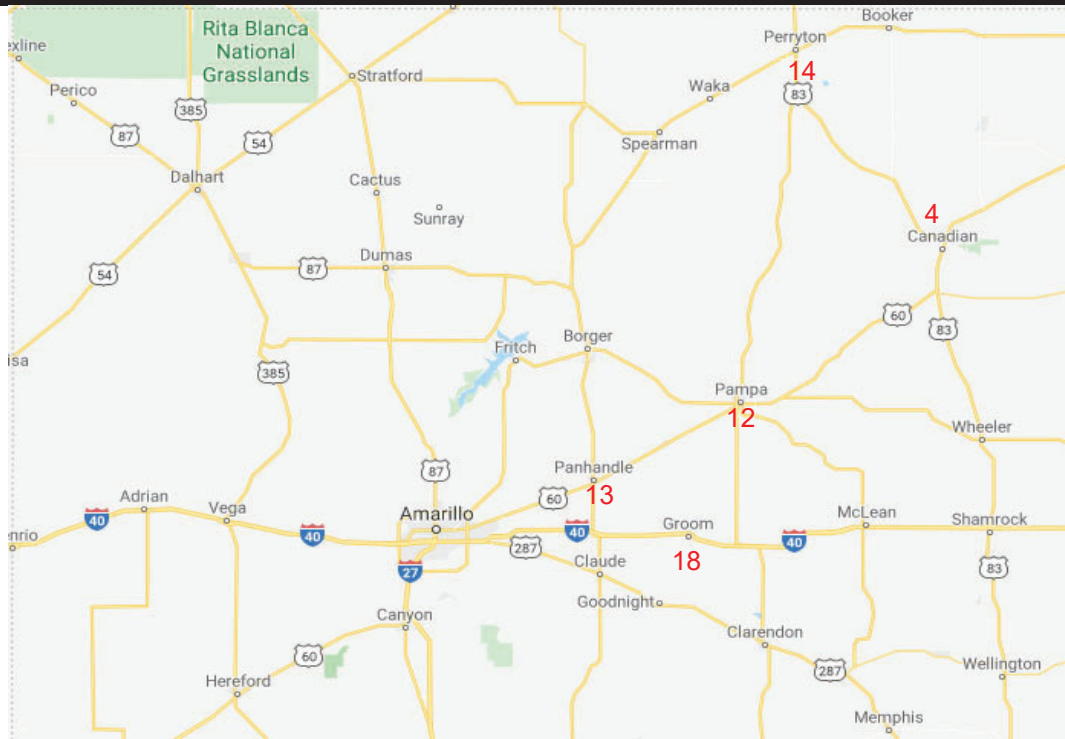 Booker
Rita Blanca
National
Grasslands
exline
Perryton
14
Stratford
Perico
Waka
83
385
87
54
Spearman
Dalhart
Cactus
Sunray
4
Canadian
Dumas
87
54
60
83
Borger
Fritch
isa
385
Pampa
12
Wheeler
87
Panhandle
60
13
Adrian
Vega
Amarillo
40
40
40
Groom
McLean
Shamrock
enrio
287
40
18
Claude
27
83
Goodnight
Canyon
Clarendon
60
287
Wellington
Hereford
Memphis